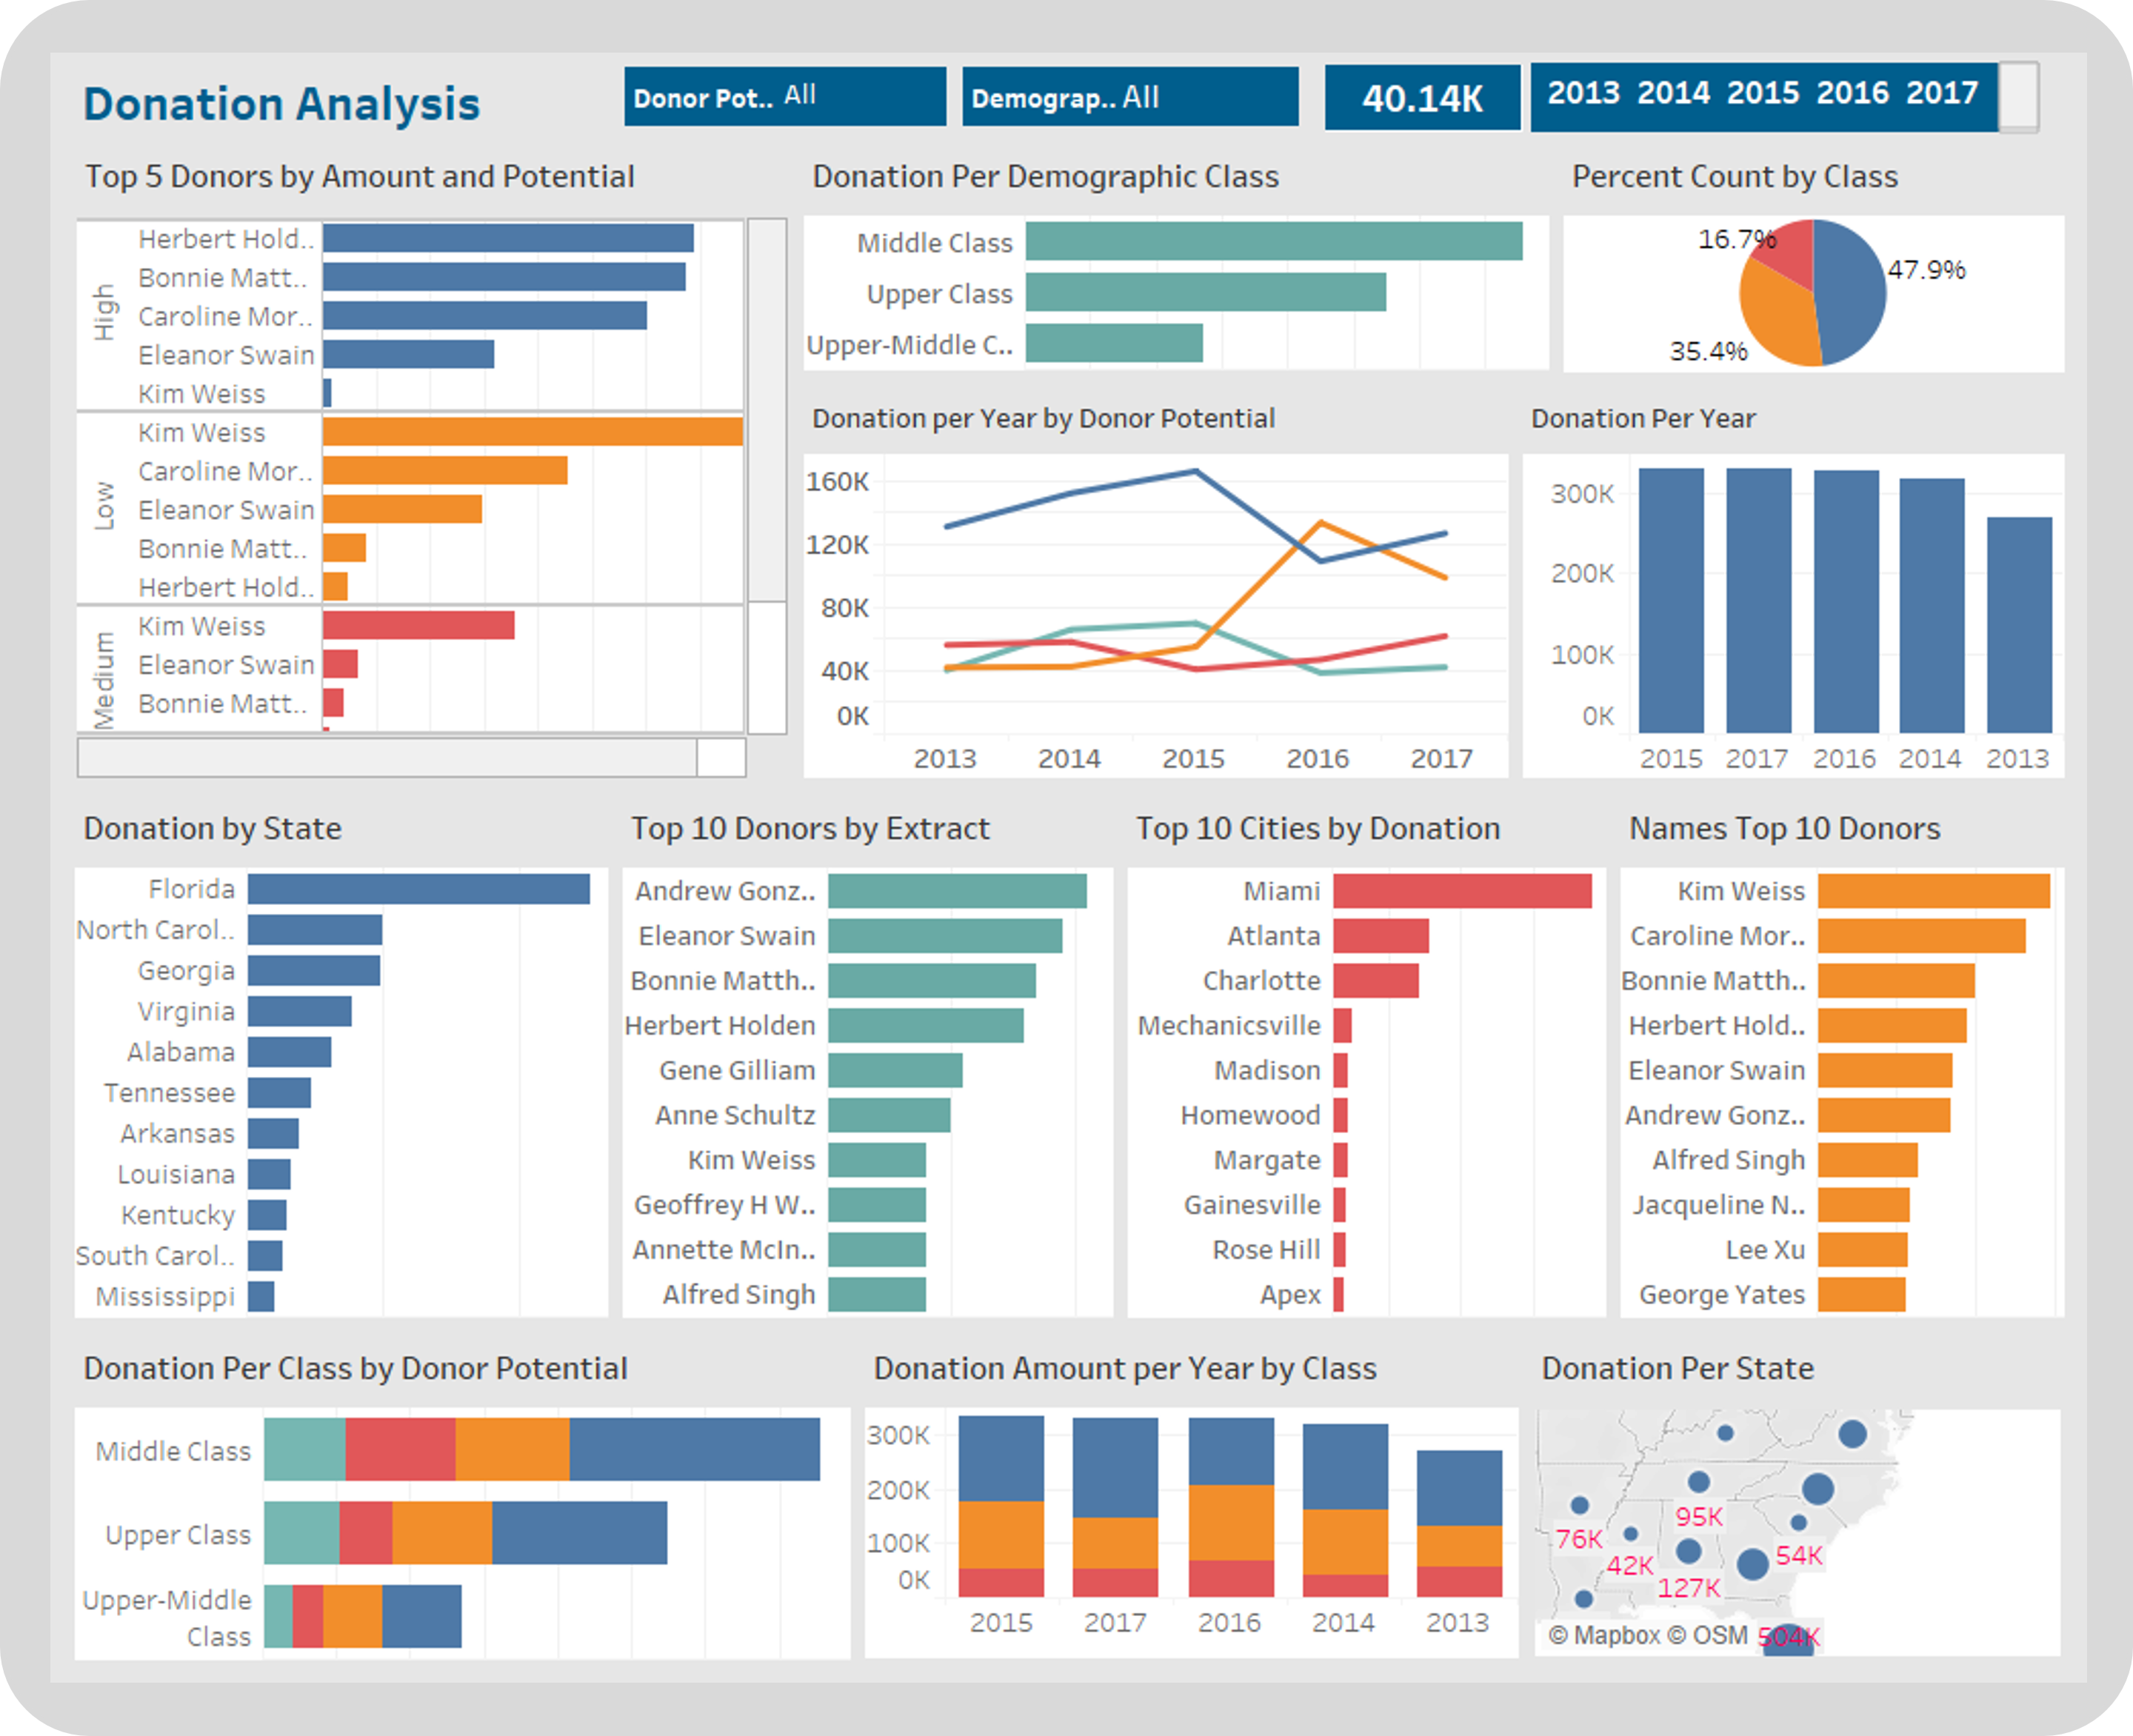 Donation Analysis
Donor Pot.. All
Demograp.. All
40.14K
2013 2014 2015 2016 2017
Top 5 Donors by Amount and Potential
High
Herbert Hold..
Bonnie Matt..
Caroline Mor..
Eleanor Swain
Kim Weiss
Low
Kim Weiss
Caroline Mor..
Eleanor Swain
Bonnie Matt..
Herbert Hold..
Medium
Kim Weiss
Eleanor Swain
Bonnie Matt..
Donation Per Demographic Class
Middle Class
Upper Class
Upper-Middle C..
Percent Count by Class
16.7%
47.9%
35.4%
Donation per Year by Donor Potential
160K
120K
80K
40K
0K
2013 2014 2015 2016 2017
Donation Per Year
300K
200K
100K
0K
2015 2017 2016 2014 2013
Donation by State
Florida
North Carol..
Georgia
Virginia
Alabama
Tennessee
Arkansas
Louisiana
Kentucky
South Carol..
Mississippi
Top 10 Donors by Extract
Andrew Gonz..
Eleanor Swain
Bonnie Matth..
Herbert Holden
Gene Gilliam
Anne Schultz
Kim Weiss
Geoffrey H W..
Annette McIn..
Alfred Singh
Top 10 Cities by Donation
Miami
Atlanta
Charlotte
Mechanicsville
Madison
Homewood
Margate
Gainesville
Rose Hill
Apex
Names Top 10 Donors
Kim Weiss
Caroline Mor..
Bonnie Matth..
Herbert Hold..
Eleanor Swain
Andrew Gonz..
Alfred Singh
Jacqueline N..
Lee Xu
George Yates
Donation Per Class by Donor Potential
Middle Class
Upper Class
Upper-Middle
Class
Donation Amount per Year by Class
300K
200K
100K
0K
2015 2017 2016 2014 2013
Donation Per State
95K
76K
54K
42K
127K
504K
© Mapbox © OSM